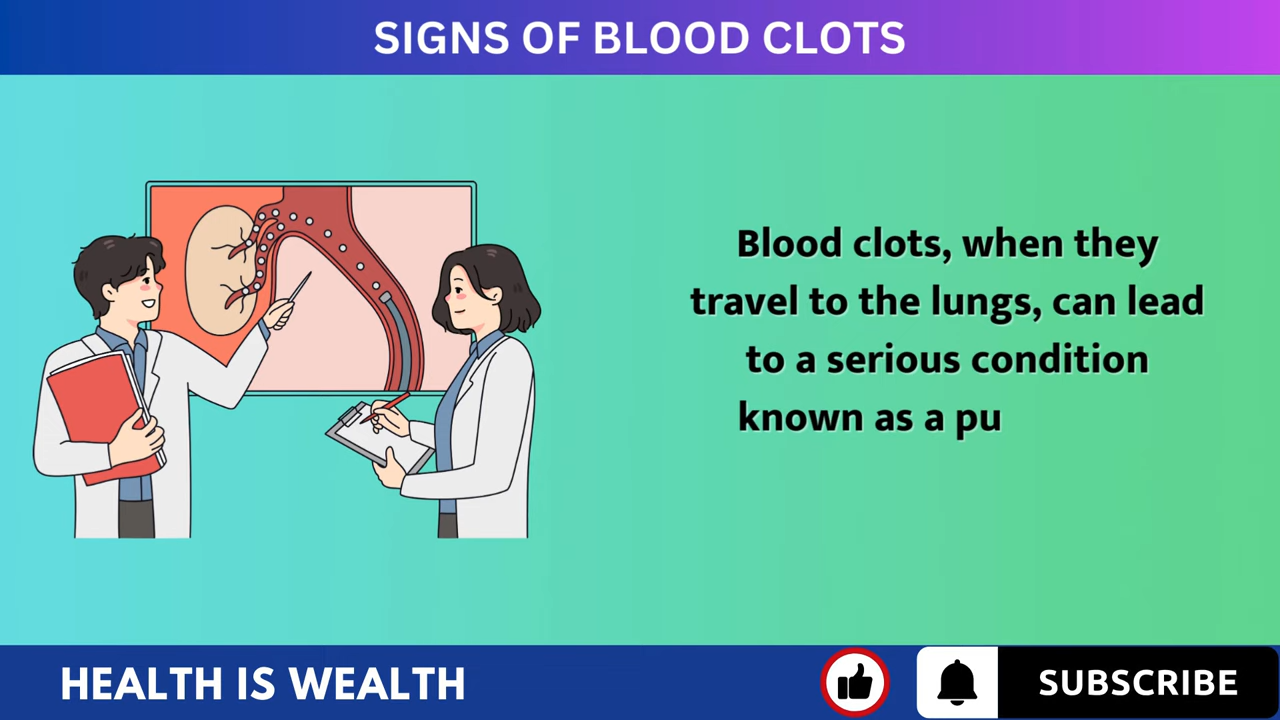 SIGNS OF BLOOD CLOTS
Blood clots, when they
travel to the lungs, can lead
to a serious condition
known as a pu
HEALTH IS WEALTH
SUBSCRIBE